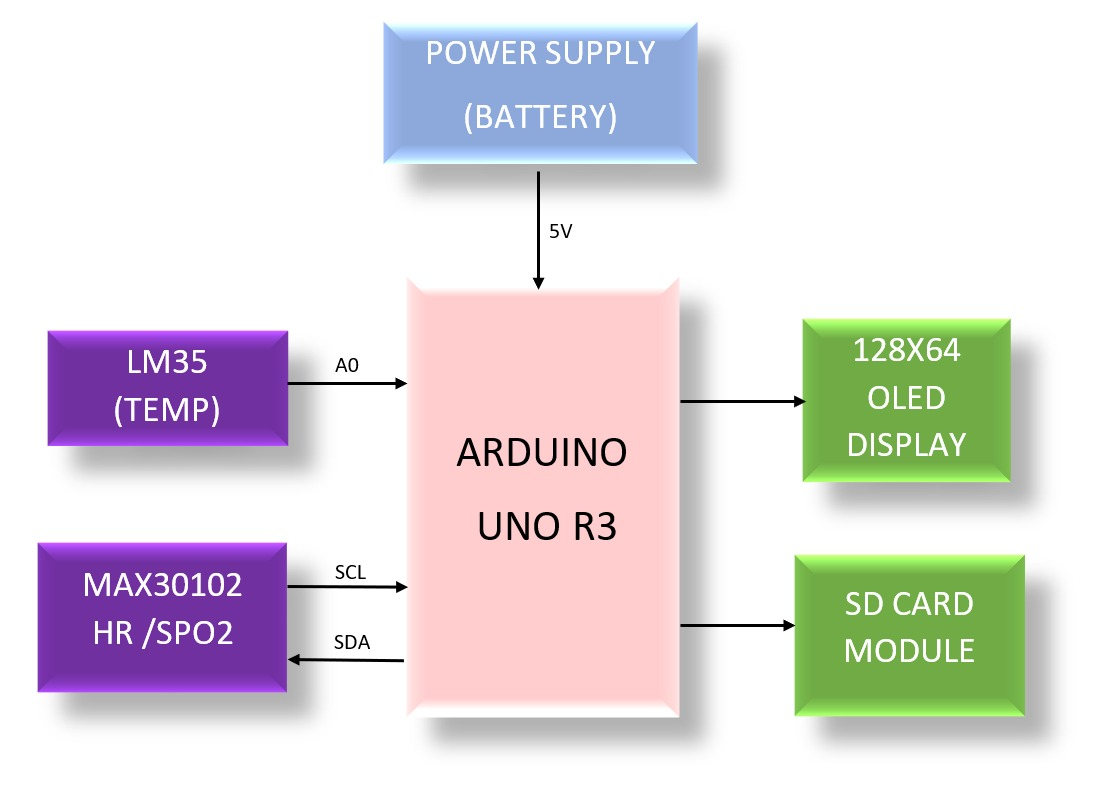 POWER SUPPLY
(BATTERY)
5V
LM35
(TEMP)
A0
128X64
OLED
DISPLAY
ARDUINO
UNO R3
MAX30102
HR /SPO2
SCL
SDA
SD CARD
MODULE